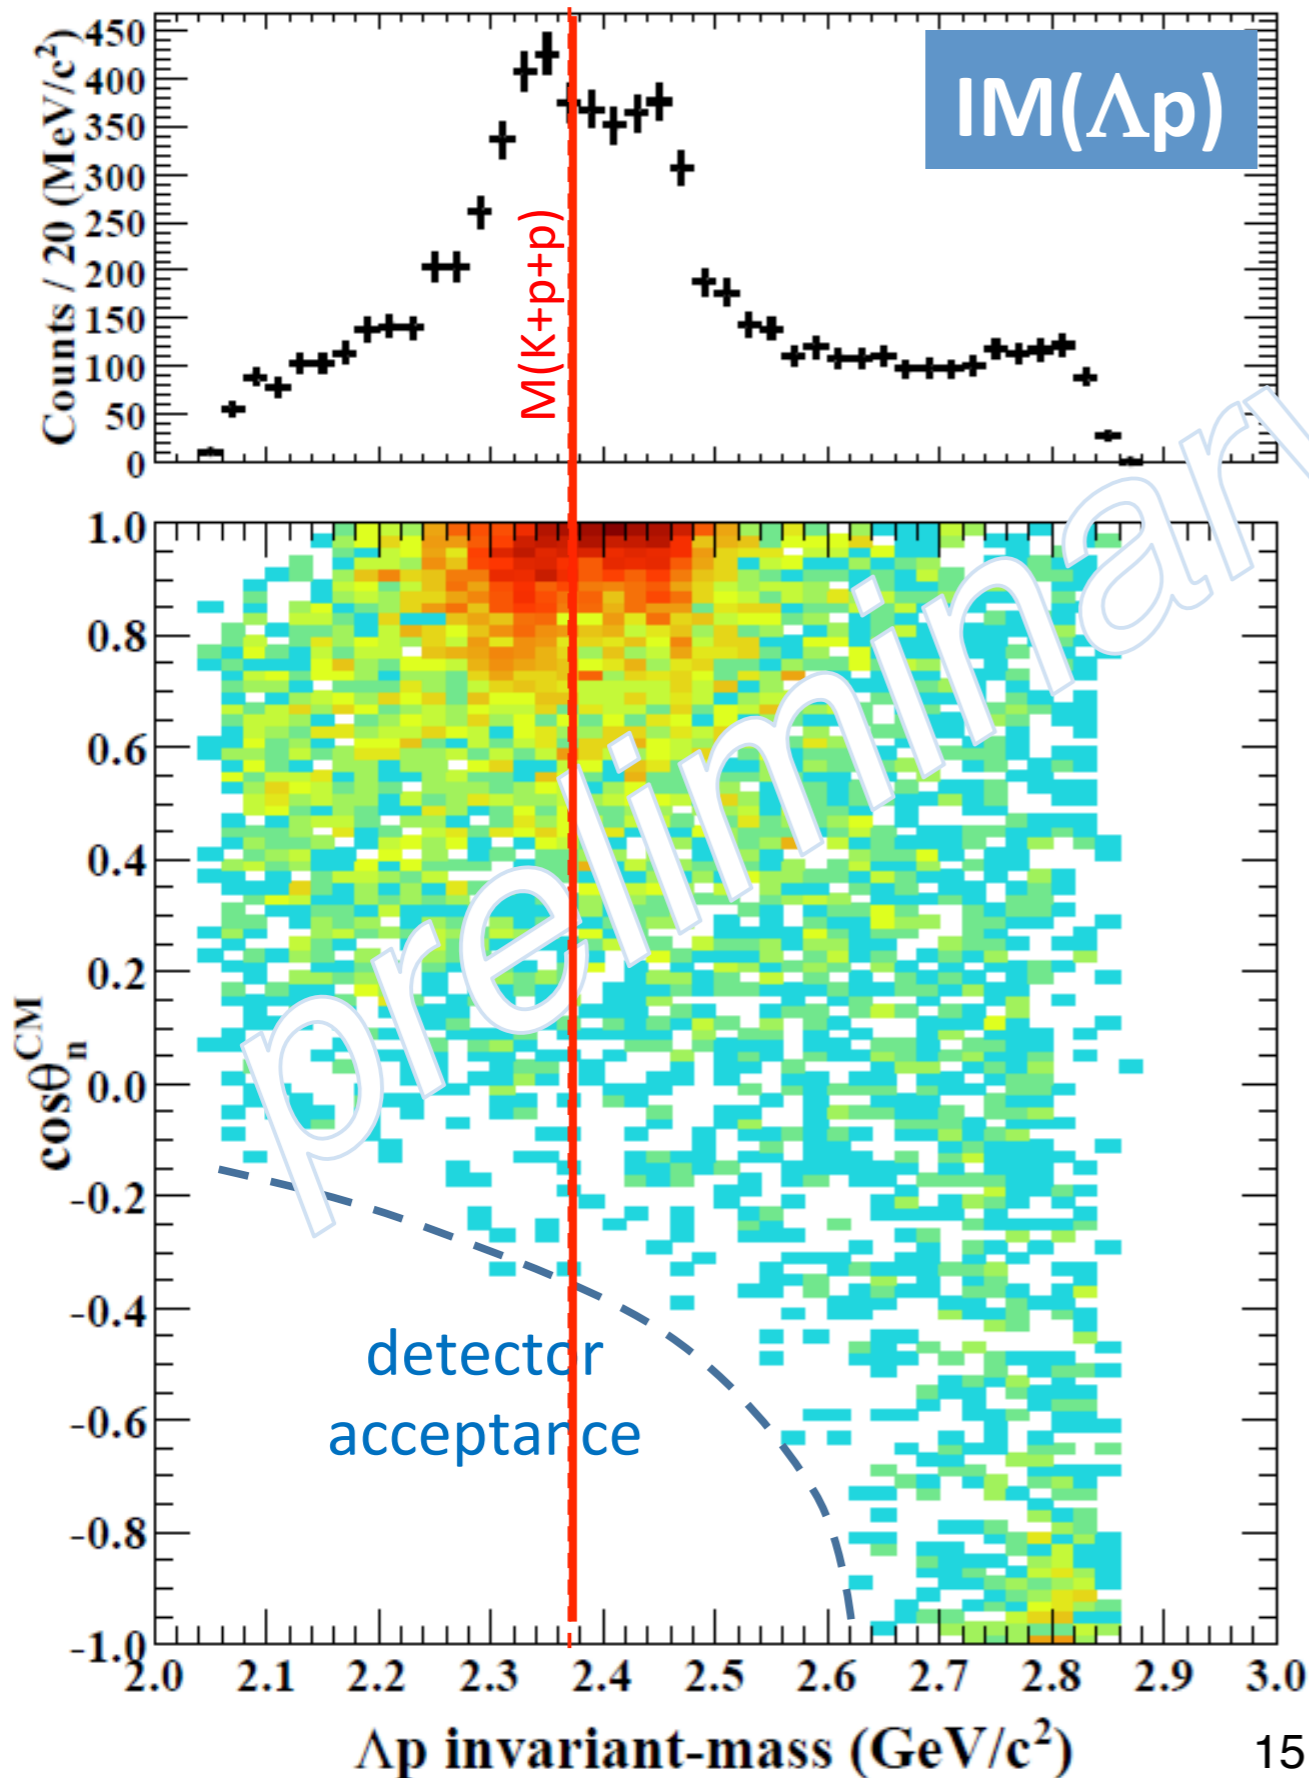 IM(Λp)
Counts / 20 (MeV/c²)
450
400
350
300
250
200
150
100
50
0
M(K+p+p)
preliminary
cosθₙᶜᴹ
1.0
0.8
0.6
0.4
0.2
0.0
-0.2
-0.4
-0.6
-0.8
-1.0
detector
acceptance
2.0 2.1 2.2 2.3 2.4 2.5 2.6 2.7 2.8 2.9 3.0
Λp invariant-mass (GeV/c²)
15